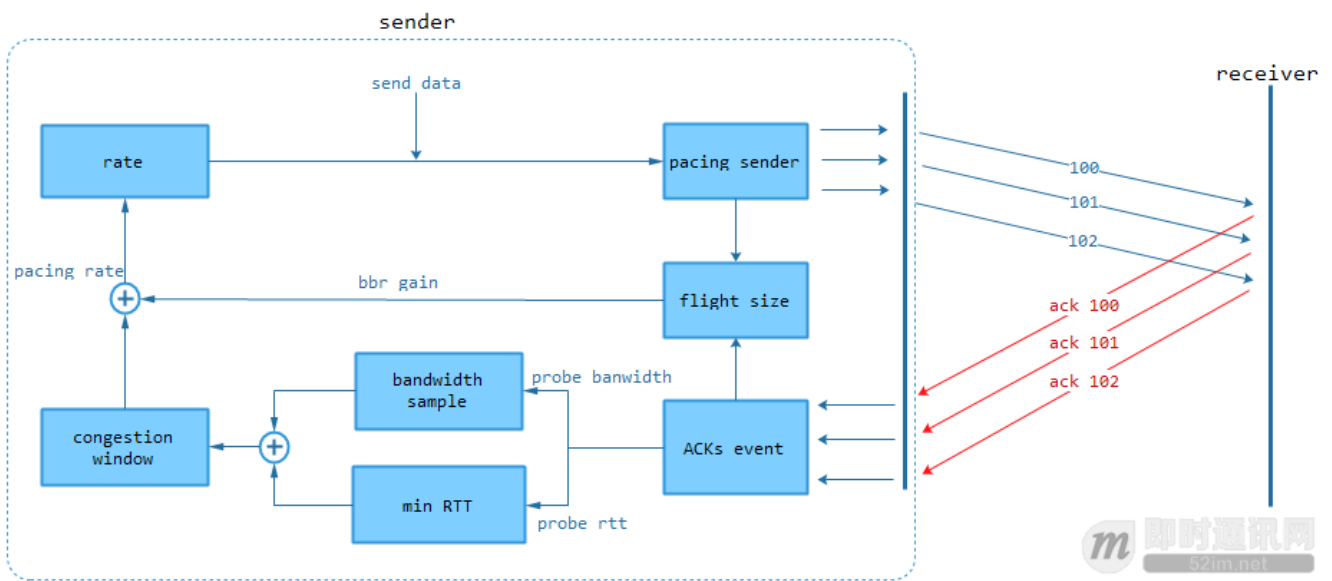 sender
receiver
send data
rate
pacing sender
100
101
102
pacing rate
bbr gain
flight size
ack 100
ack 101
ack 102
bandwidth
sample
probe banwidth
congestion
window
ACKs event
min RTT
probe rtt
m
即时通讯网
52im.net